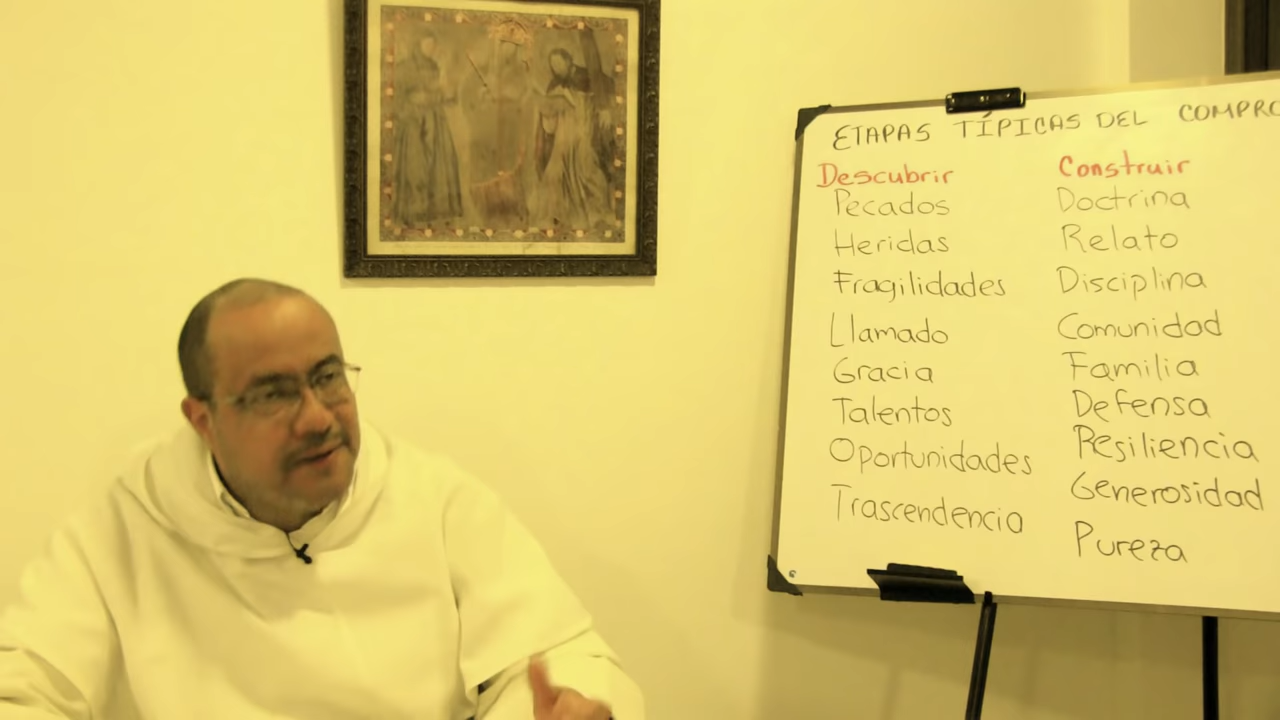 ETAPAS TÍPICAS DEL COMPRO
Descubrir
Pecados
Heridas
Fragilidades
Llamado
Gracia
Talentos
Oportunidades
Trascendencia
Construir
Doctrina
Relato
Disciplina
Comunidad
Familia
Defensa
Resiliencia
Generosidad
Pureza